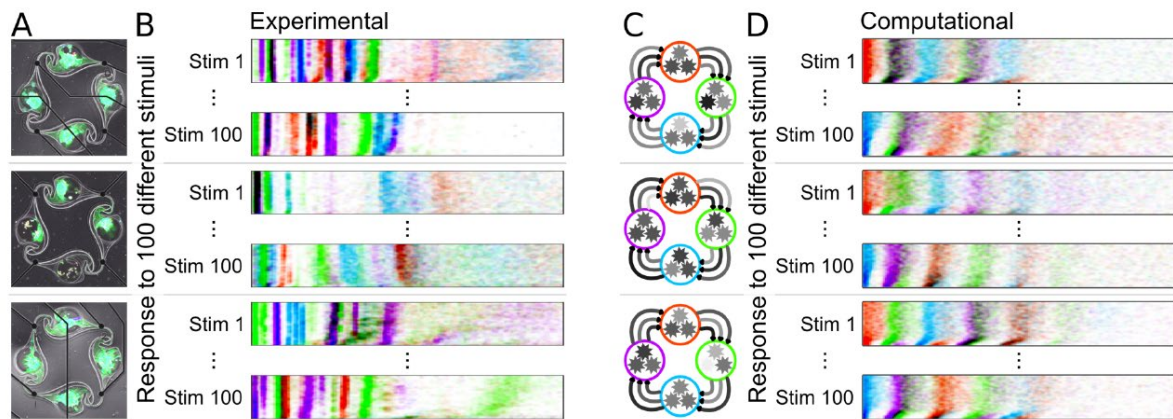 A
B
Experimental
C
D
Computational
Response to 100 different stimuli
Stim 1
⋮
Stim 100
Stim 1
⋮
Stim 100
Stim 1
⋮
Stim 100
Response to 100 different stimuli
Stim 1
⋮
Stim 100
Stim 1
⋮
Stim 100
Stim 1
⋮
Stim 100